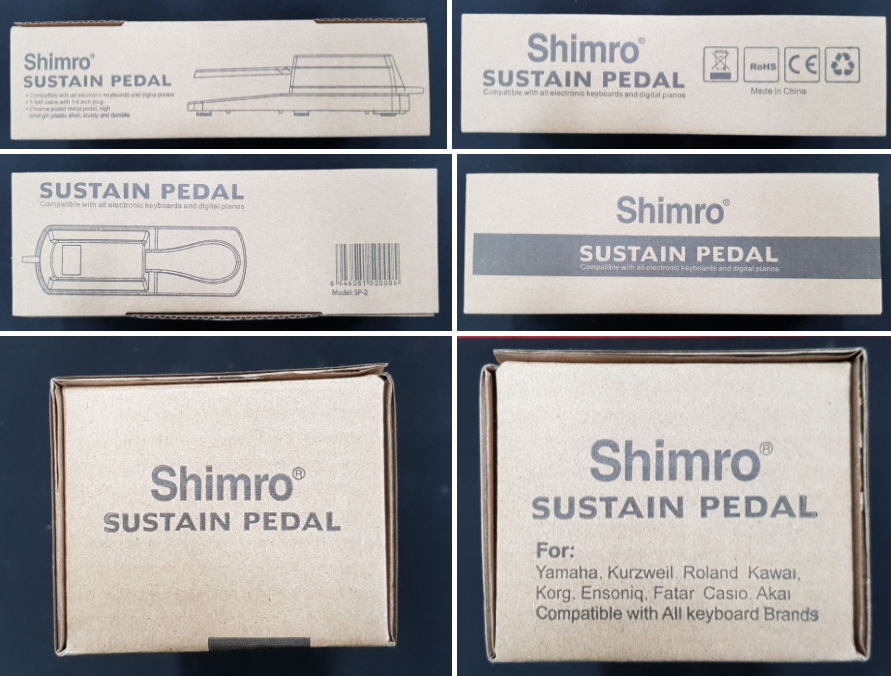 Shimro®
SUSTAIN PEDAL
• Compatible with all electronic keyboards and digital pianos
• 5 feet cable with 1/4 inch plug
• Chrome plated metal pedal, high
strength plastic shell, sturdy and durable
Shimro®
SUSTAIN PEDAL
Compatible with all electronic keyboards and digital pianos
RoHS
CE
Made in China
SUSTAIN PEDAL
Compatible with all electronic keyboards and digital pianos
Model: SP-2
Shimro®
SUSTAIN PEDAL
Compatible with all electronic keyboards and digital pianos
Shimro®
SUSTAIN PEDAL
Shimro®
SUSTAIN PEDAL
For:
Yamaha, Kurzweil, Roland Kawai,
Korg, Ensoniq, Fatar Casio, Akai
Compatible with All keyboard Brands